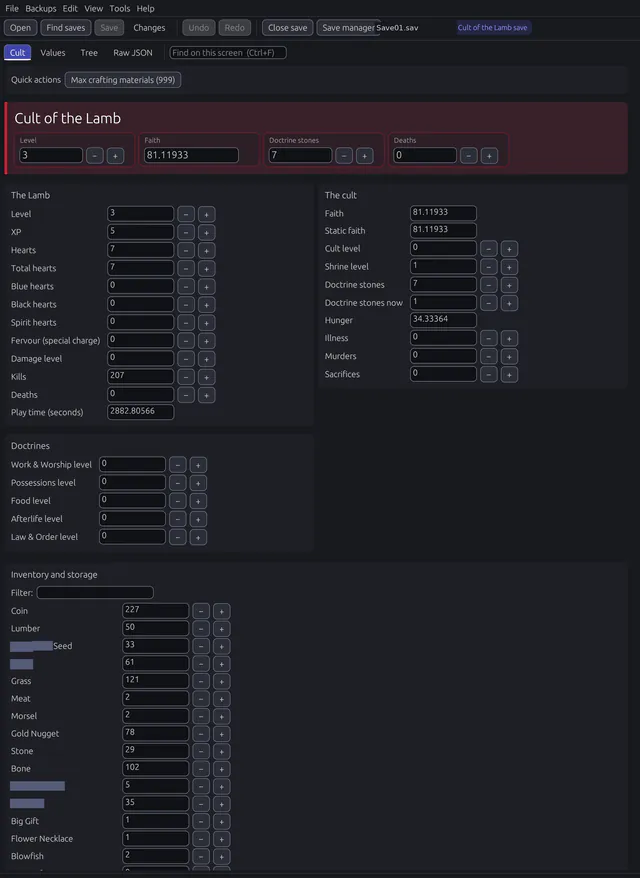 File Backups Edit View Tools Help
Open Find saves Save Changes Undo Redo Close save Save manager Save01.sav Cult of the Lamb save
Cult Values Tree Raw JSON Find on this screen (Ctrl+F)
Quick actions Max crafting materials (999)
Cult of the Lamb
Level Faith Doctrine stones Deaths
3 − + 81.11933 7 − + 0 − +
The Lamb
Level 3 − +
XP 5 − +
Hearts 7 − +
Total hearts 7 − +
Blue hearts 0 − +
Black hearts 0 − +
Spirit hearts 0 − +
Fervour (special charge) 0 − +
Damage level 0 − +
Kills 207 − +
Deaths 0 − +
Play time (seconds) 2882.80566
The cult
Faith 81.11933
Static faith 81.11933
Cult level 0 − +
Shrine level 1 − +
Doctrine stones 7 − +
Doctrine stones now 1 − +
Hunger 34.33364
Illness 0 − +
Murders 0 − +
Sacrifices 0 − +
Doctrines
Work & Worship level 0 − +
Possessions level 0 − +
Food level 0 − +
Afterlife level 0 − +
Law & Order level 0 − +
Inventory and storage
Filter:
Coin 227 − +
Lumber 50 − +
Seed 33 − +
61 − +
Grass 121 − +
Meat 2 − +
Morsel 2 − +
Gold Nugget 78 − +
Stone 29 − +
Bone 102 − +
5 − +
35 − +
Big Gift 1 − +
Flower Necklace 1 − +
Blowfish 2 − +